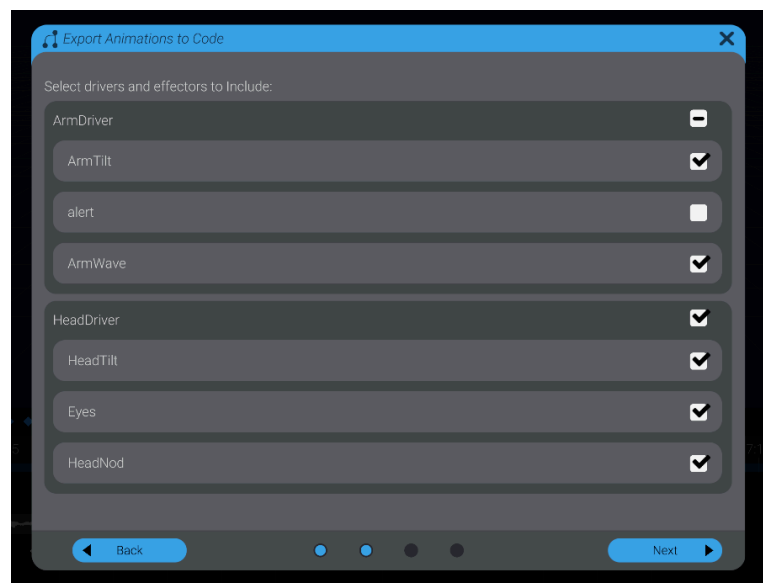 Export Animations to Code
Select drivers and effectors to Include:
ArmDriver
ArmTilt
alert
ArmWave
HeadDriver
HeadTilt
Eyes
HeadNod
Back
Next